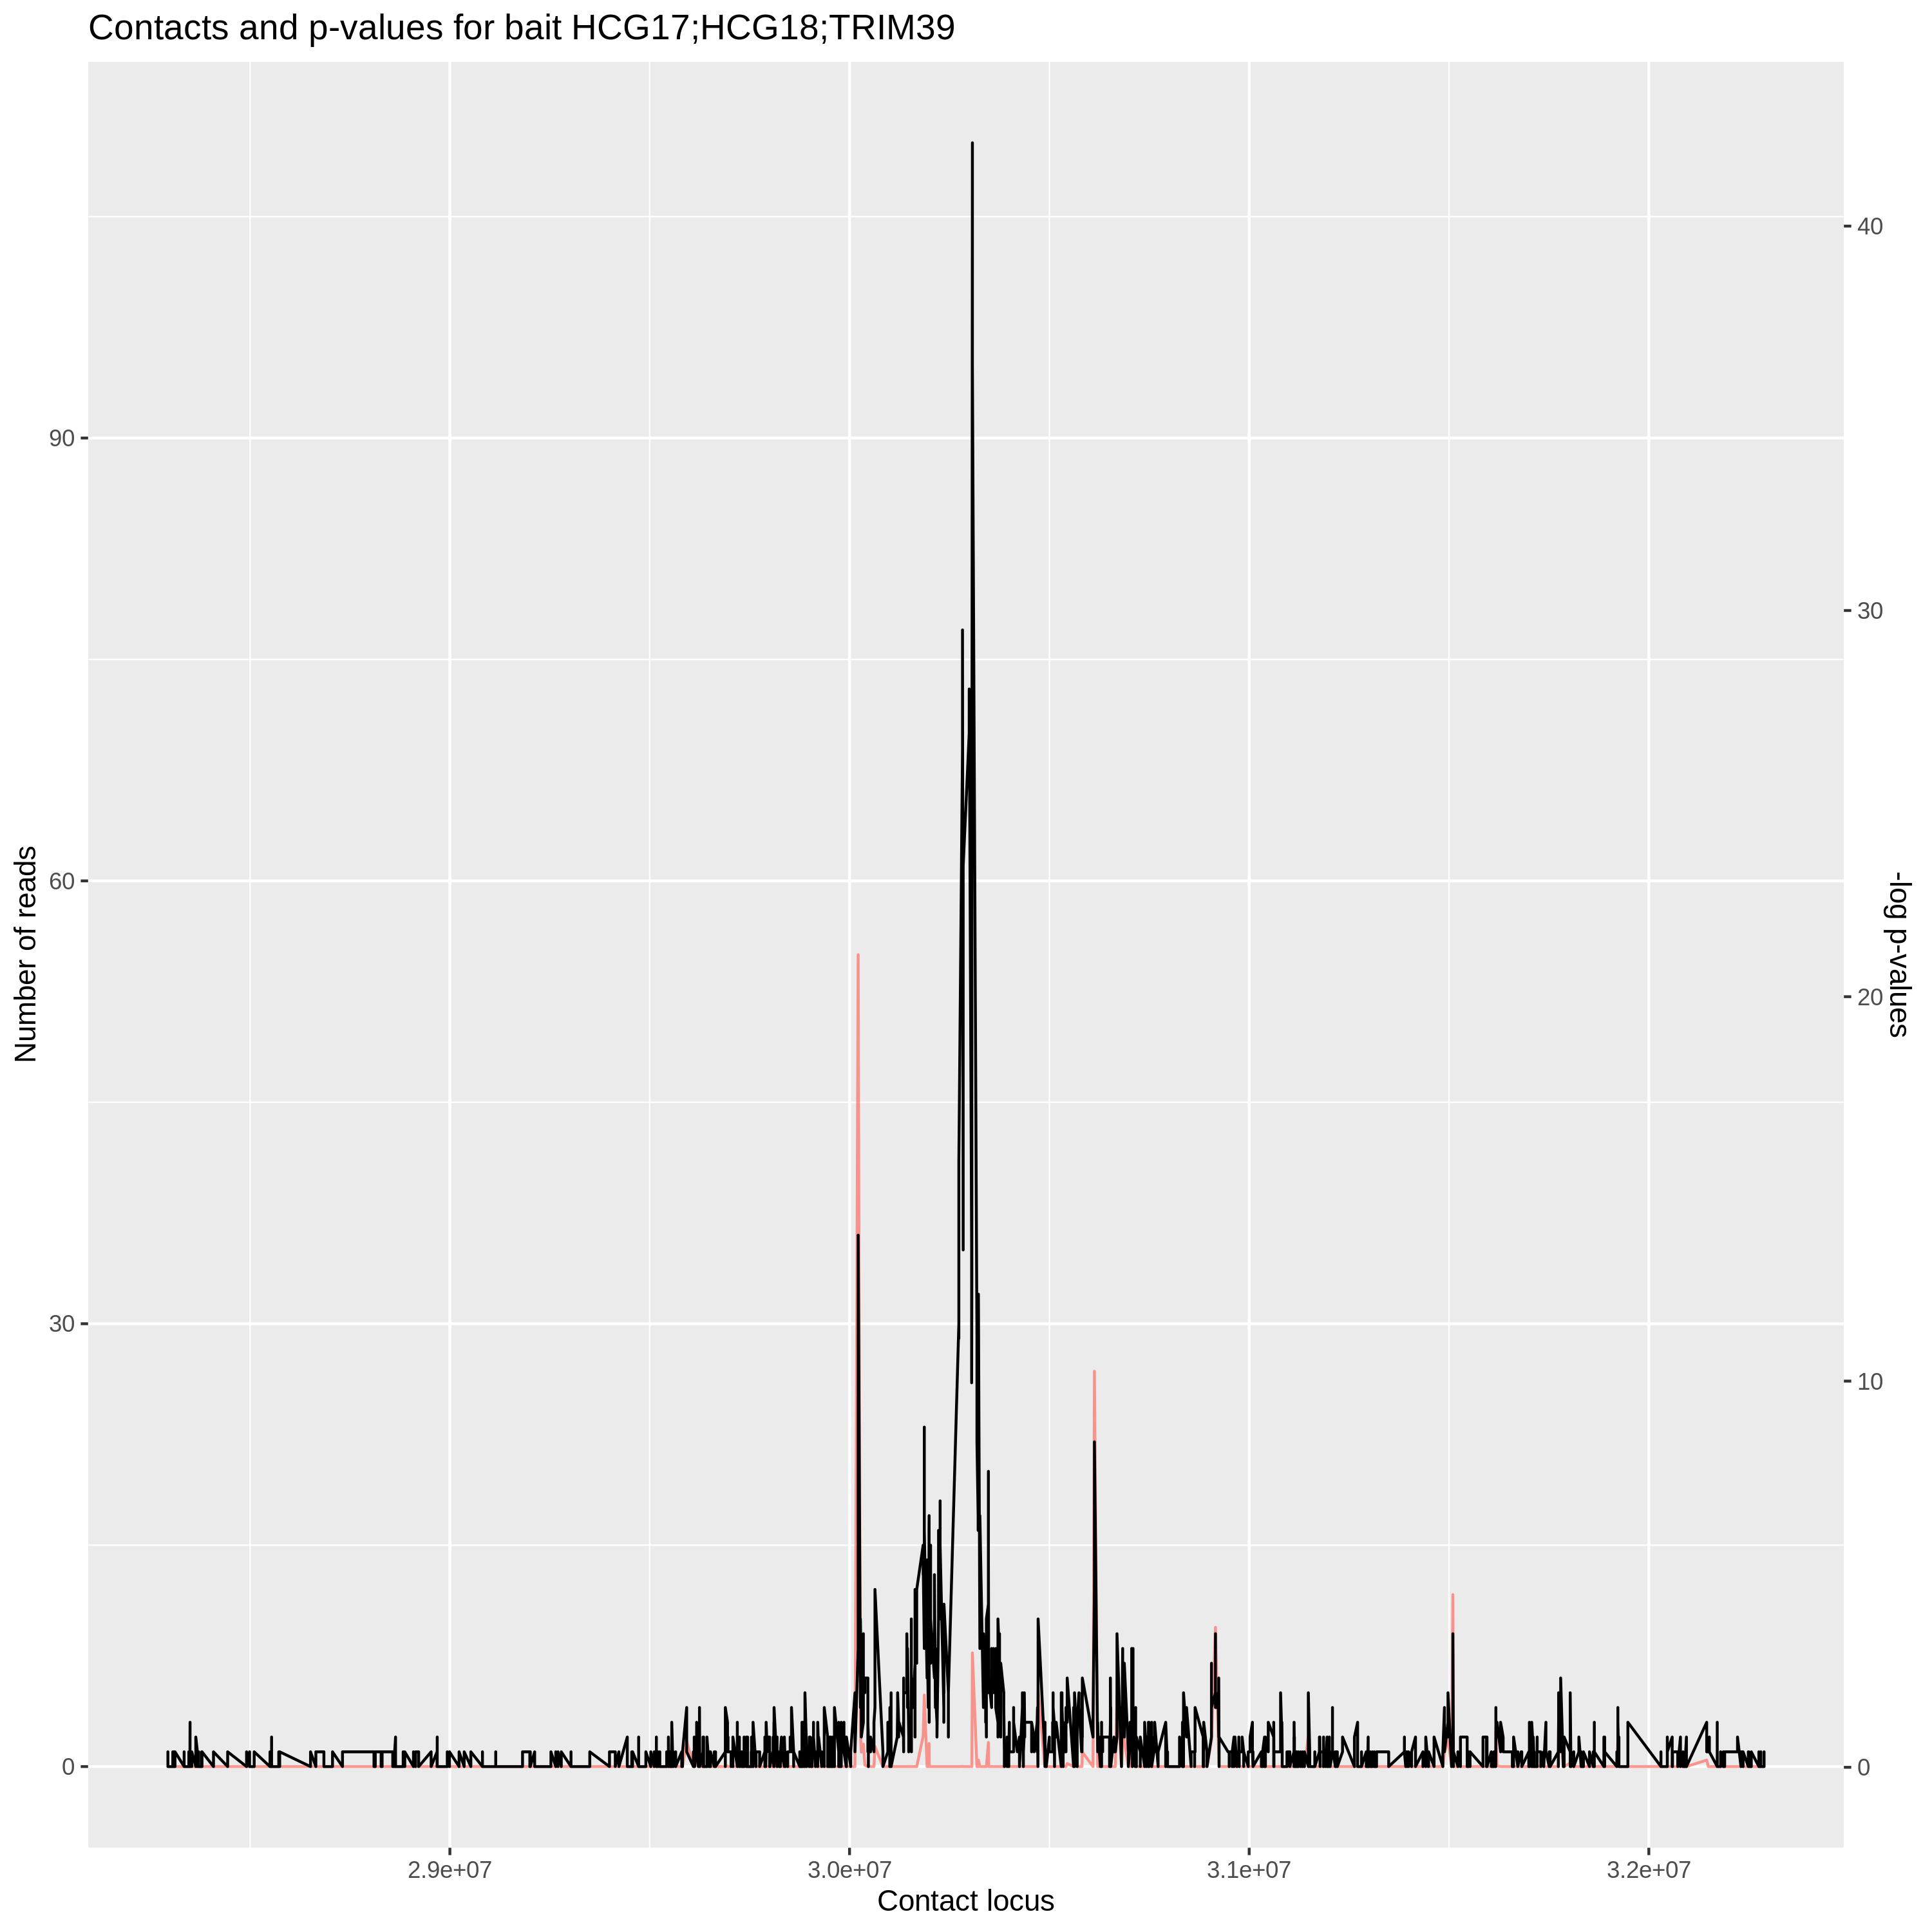 Contacts and p-values for bait HCG17;HCG18;TRIM39
Number of reads
90
60
30
0
40
30
20
10
0
-log p-values
2.9e+07 3.0e+07 3.1e+07 3.2e+07
Contact locus